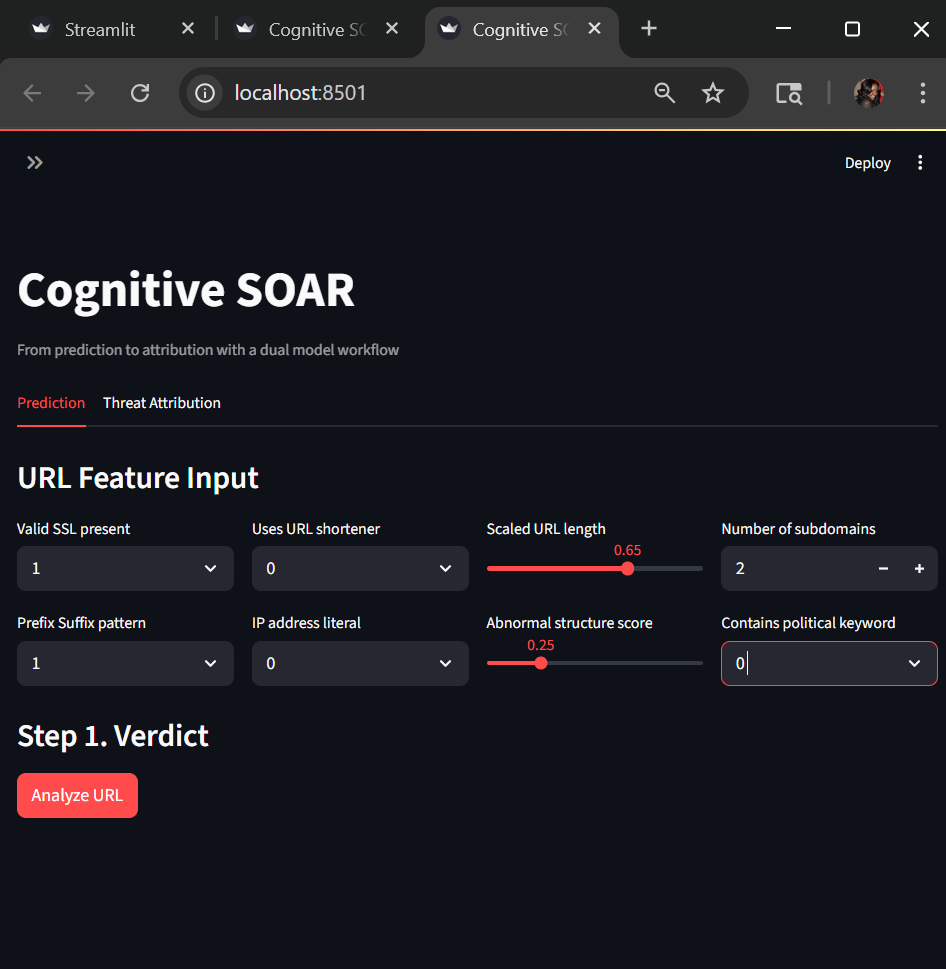 Streamlit Cognitive SO Cognitive SO
localhost:8501
Deploy
Cognitive SOAR
From prediction to attribution with a dual model workflow
Prediction Threat Attribution
URL Feature Input
Valid SSL present Uses URL shortener Scaled URL length Number of subdomains
0.65
1 0 2
Prefix Suffix pattern IP address literal Abnormal structure score Contains political keyword
0.25
1 0 0
Step 1. Verdict
Analyze URL